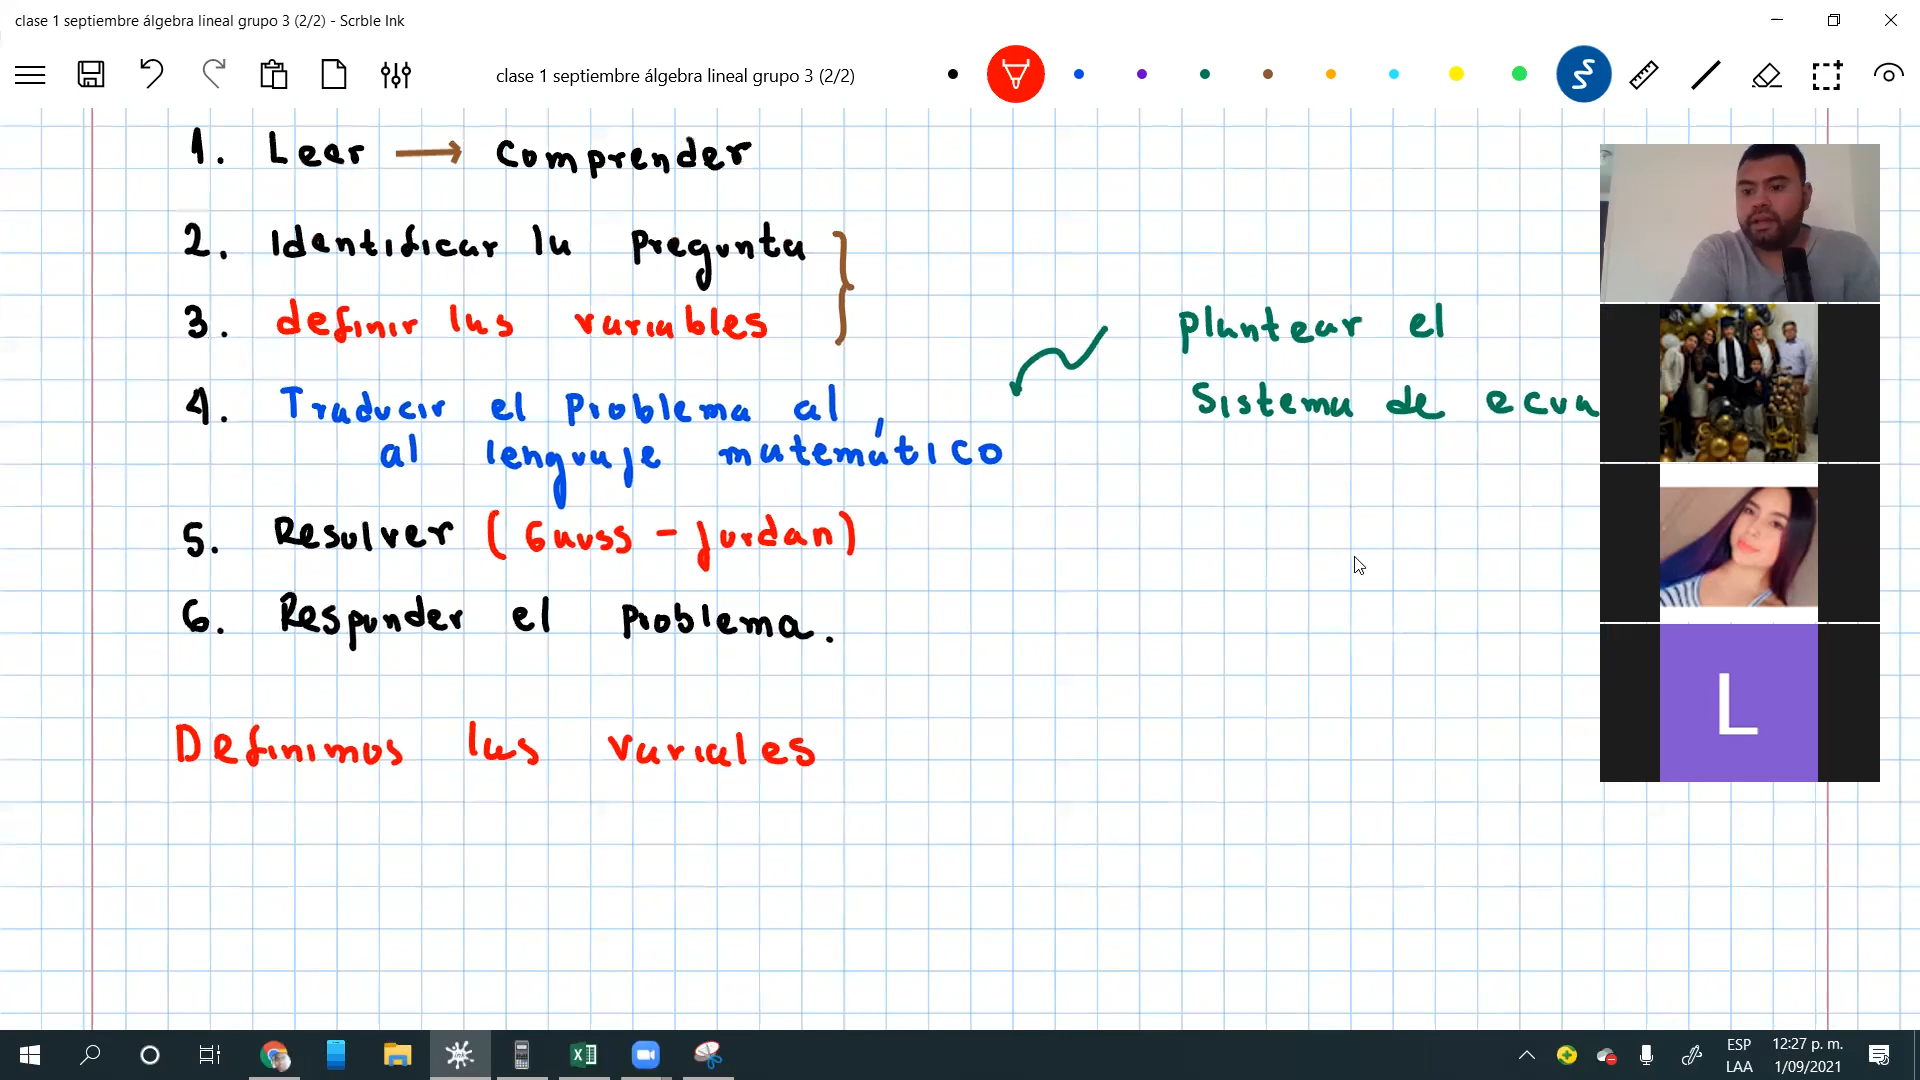 clase 1 septiembre álgebra lineal grupo 3 (2/2) - Scrble Ink
clase 1 septiembre álgebra lineal grupo 3 (2/2)
1. Leer → Comprender
2. Identificar la pregunta
3. definir las variables
plantear el
Sistema de ecua
4. Traducir el problema al
al lenguaje matemático
5. Resolver (Gauss - Jordan)
6. Responder el problema.
Definimos las variales
L
ESP
LAA
12:27 p. m.
1/09/2021